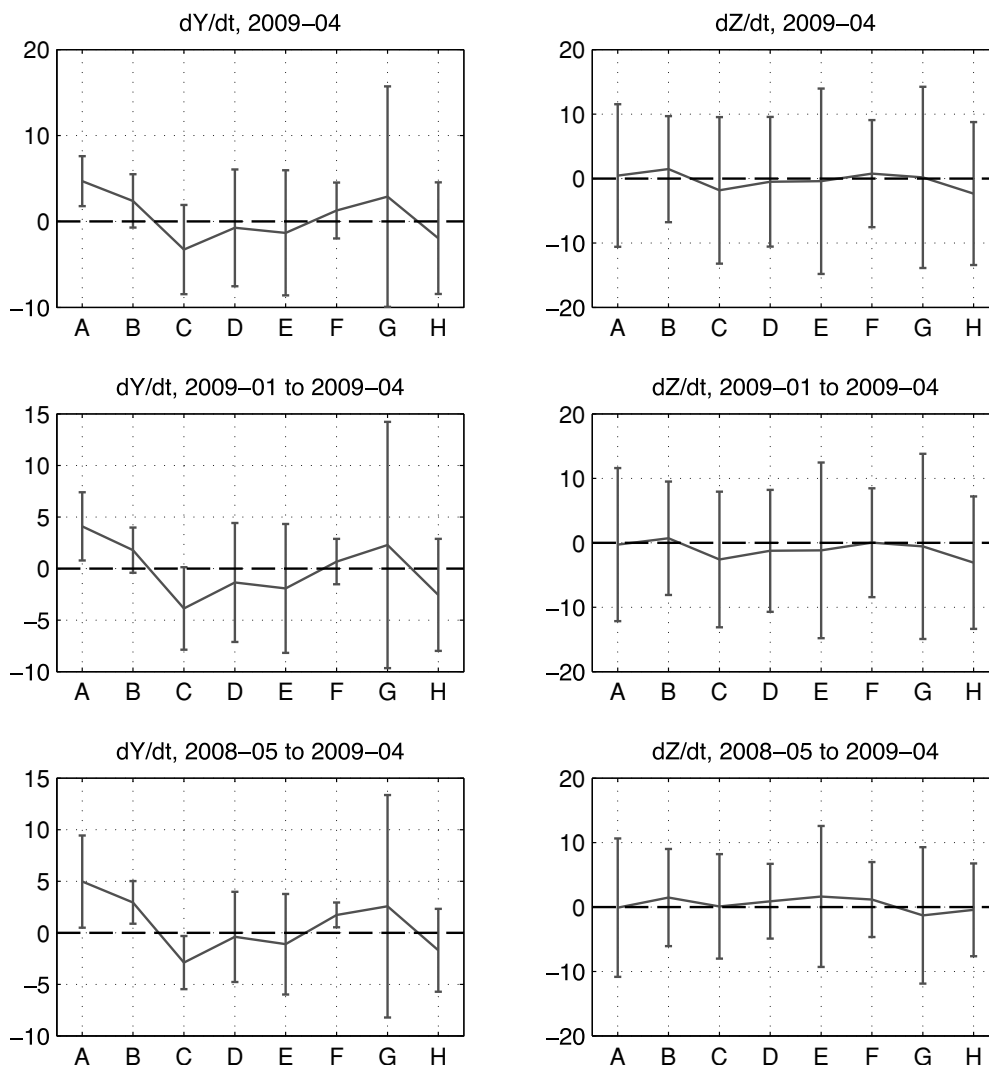 dY/dt, 2009–04
20
10
0
−10
A B C D E F G H
dZ/dt, 2009–04
20
10
0
−10
−20
A B C D E F G H
dY/dt, 2009–01 to 2009–04
15
10
5
0
−5
−10
A B C D E F G H
dZ/dt, 2009–01 to 2009–04
20
10
0
−10
−20
A B C D E F G H
dY/dt, 2008–05 to 2009–04
15
10
5
0
−5
−10
A B C D E F G H
dZ/dt, 2008–05 to 2009–04
20
10
0
−10
−20
A B C D E F G H